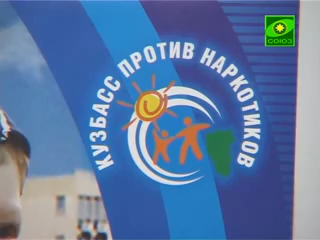 СОЮЗ
КУЗБАСС ПРОТИВ НАРКОТИКОВ